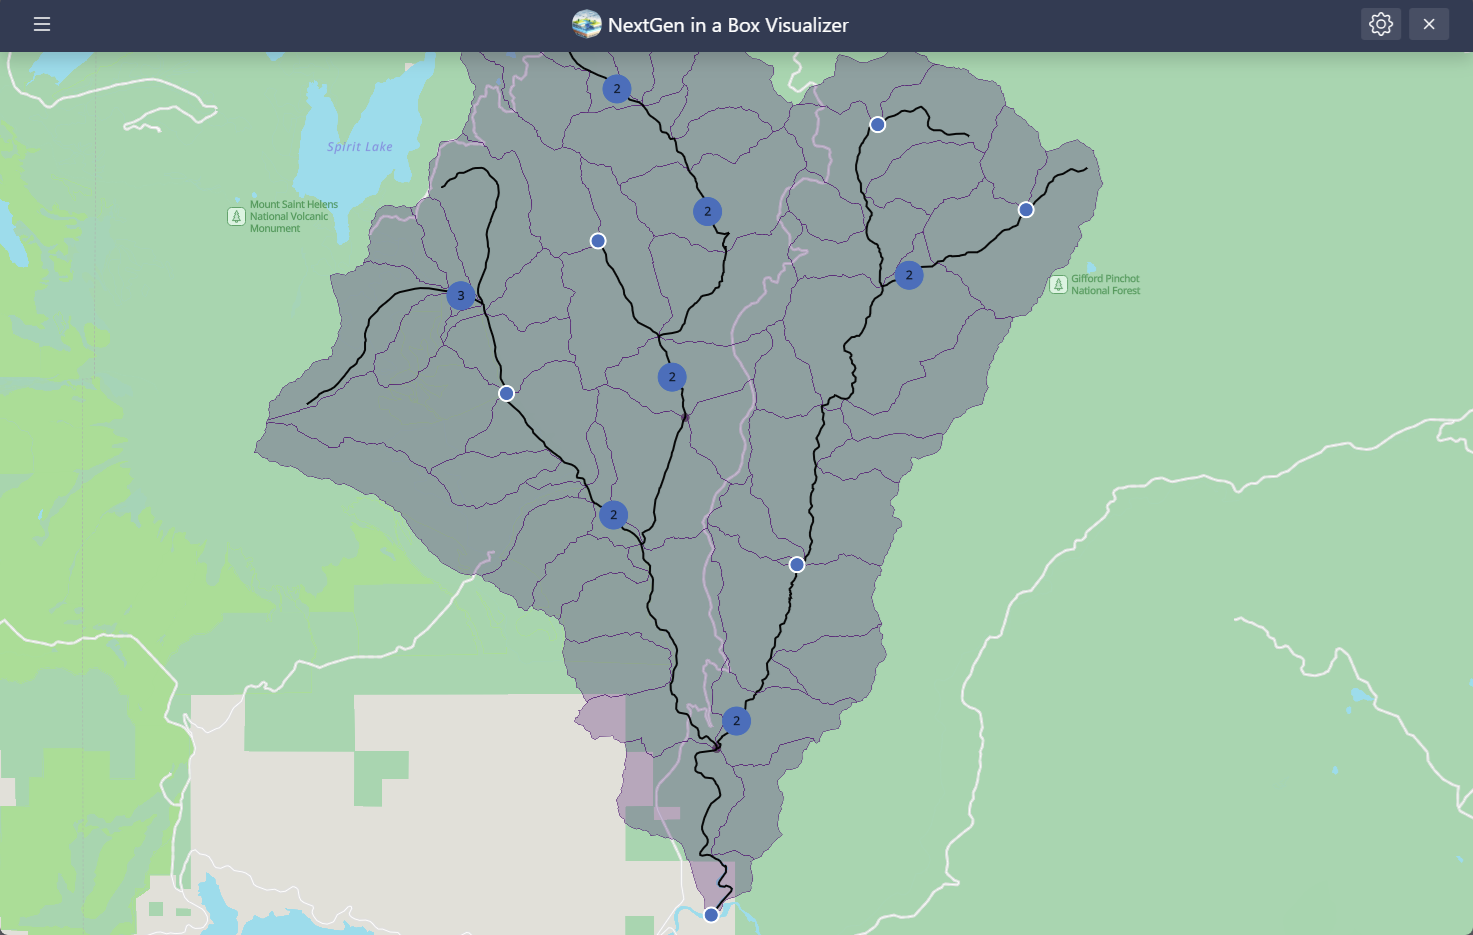 NextGen in a Box Visualizer
2
Spirit Lake
Mount Saint Helens
National Volcanic
Monument
2
2
Gifford Pinchot
National Forest
3
2
2
2